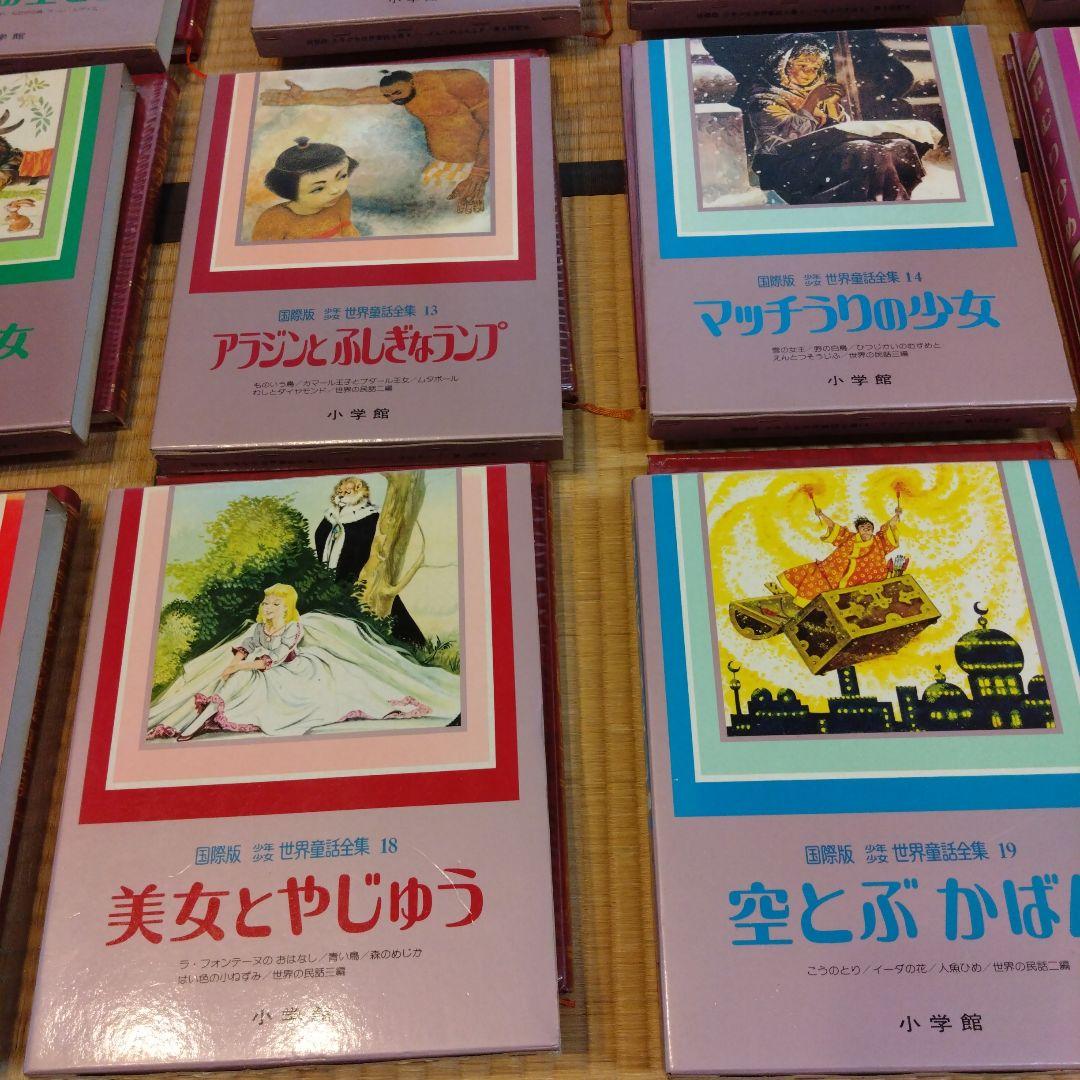 小学館
小学館
国際版 少年少女 世界童話全集 13
アラジンとふしぎなランプ
ものいう鳥／カマール王子とブダール王女／ムダボール
わしとダイヤモンド／世界の民話二編
小学館
国際版 少年少女 世界童話全集 14
マッチうりの少女
雪の女王／野の白鳥／ひつじかいのむすめと
えんとつそうじふ／世界の民話三編
小学館
女
国際版 少年少女 世界童話全集 18
美女とやじゅう
ラ・フォンテーヌの おはなし／青い鳥／森のめじか
はい色の小ねずみ／世界の民話三編
小学館
国際版 少年少女 世界童話全集 19
空とぶ かばん
こうのとり／イーダの花／人魚ひめ／世界の民話二編
小学館